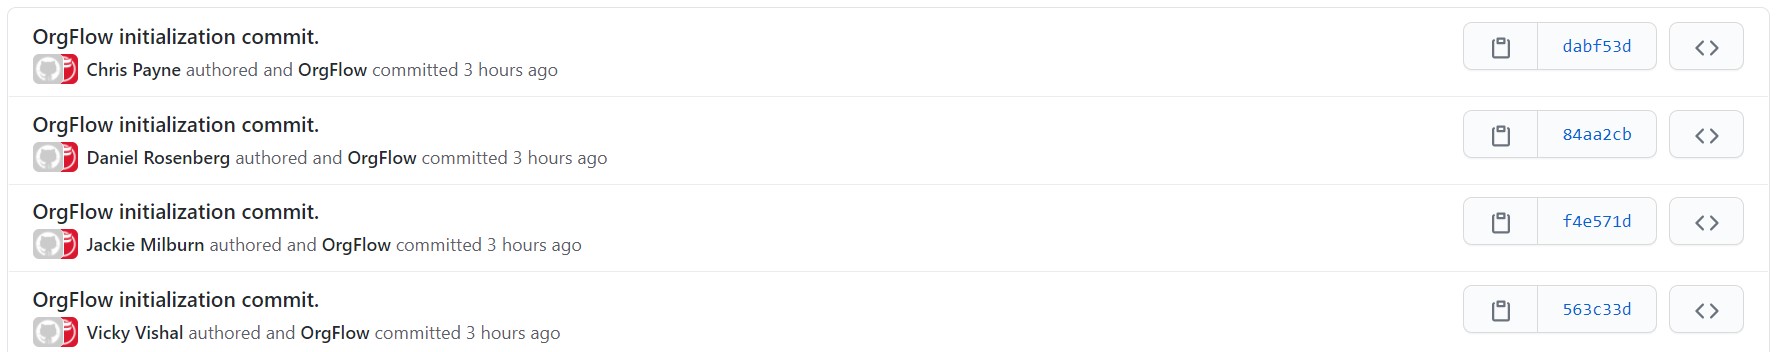 OrgFlow initialization commit.
Chris Payne authored and OrgFlow committed 3 hours ago
dabf53d
OrgFlow initialization commit.
Daniel Rosenberg authored and OrgFlow committed 3 hours ago
84aa2cb
OrgFlow initialization commit.
Jackie Milburn authored and OrgFlow committed 3 hours ago
f4e571d
OrgFlow initialization commit.
Vicky Vishal authored and OrgFlow committed 3 hours ago
563c33d